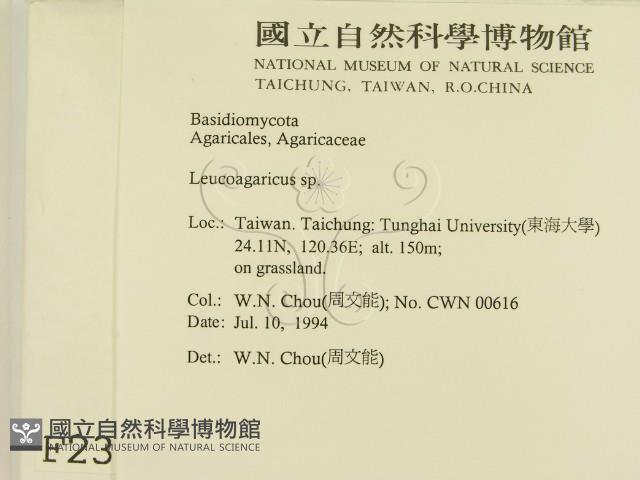 國立自然科學博物館
NATIONAL MUSEUM OF NATURAL SCIENCE
TAICHUNG, TAIWAN, R.O.CHINA
Basidiomycota
Agaricales, Agaricaceae
Leucoagaricus sp.
Loc.: Taiwan. Taichung: Tunghai University(東海大學)
24.11N, 120.36E; alt. 150m;
on grassland.
Col.: W.N. Chou(周文能); No. CWN 00616
Date: Jul. 10, 1994
Det.: W.N. Chou(周文能)
國立自然科學博物館
NATIONAL MUSEUM OF NATURAL SCIENCE
F23